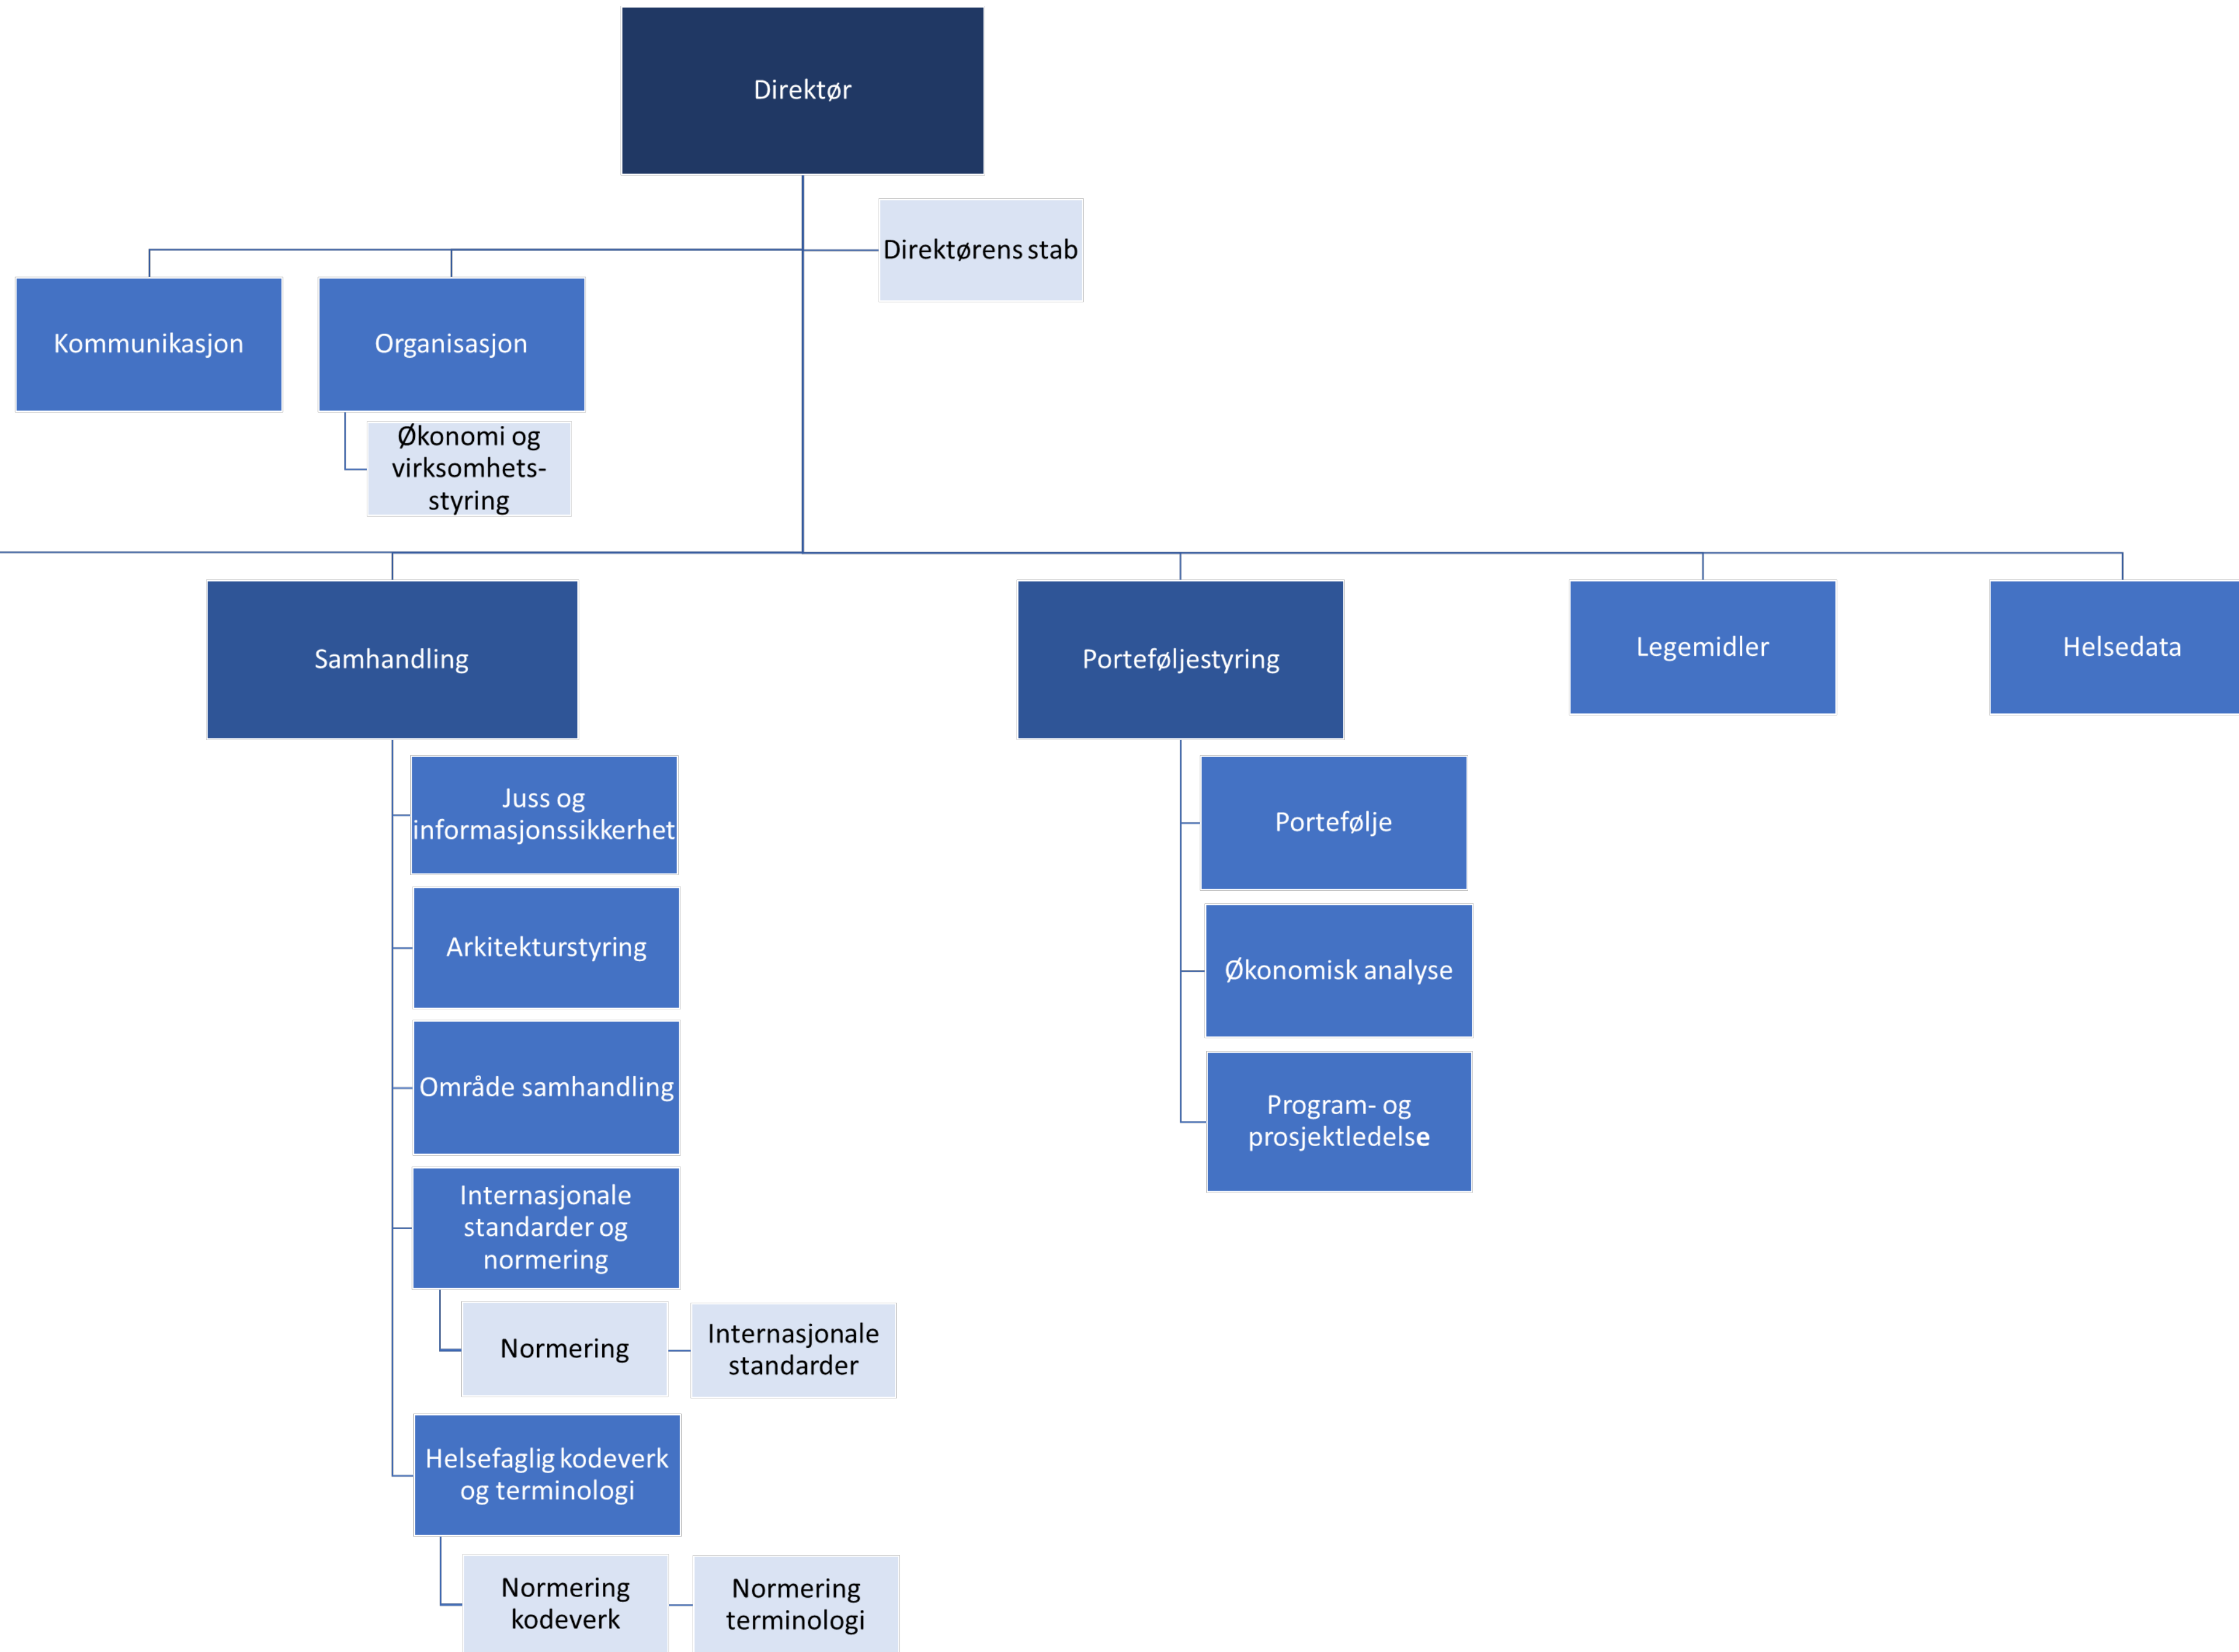 Direktør
Direktørens stab
Kommunikasjon
Organisasjon
Økonomi og
virksomhets-
styring
Samhandling
Porteføljestyring
Legemidler
Helsedata
Juss og
informasjonssikkerhet
Arkitekturstyring
Område samhandling
Internasjonale
standarder og
normering
Normering
Internasjonale
standarder
Helsefaglig kodeverk
og terminologi
Normering
kodeverk
Normering
terminologi
Portefølje
Økonomisk analyse
Program- og
prosjektledelse